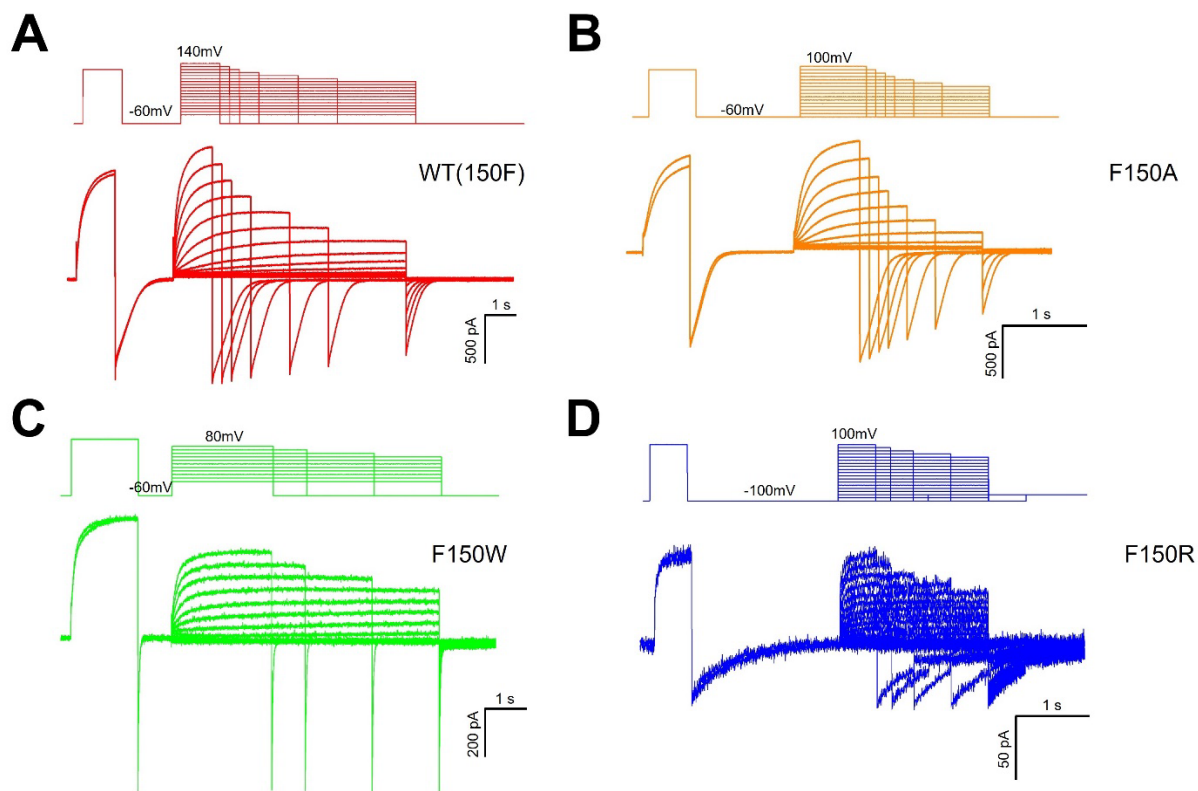 A
140mV
-60mV
WT(150F)
1 s
500 pA
B
100mV
-60mV
F150A
1 s
500 pA
C
80mV
-60mV
F150W
1 s
200 pA
D
100mV
-100mV
F150R
1 s
50 pA